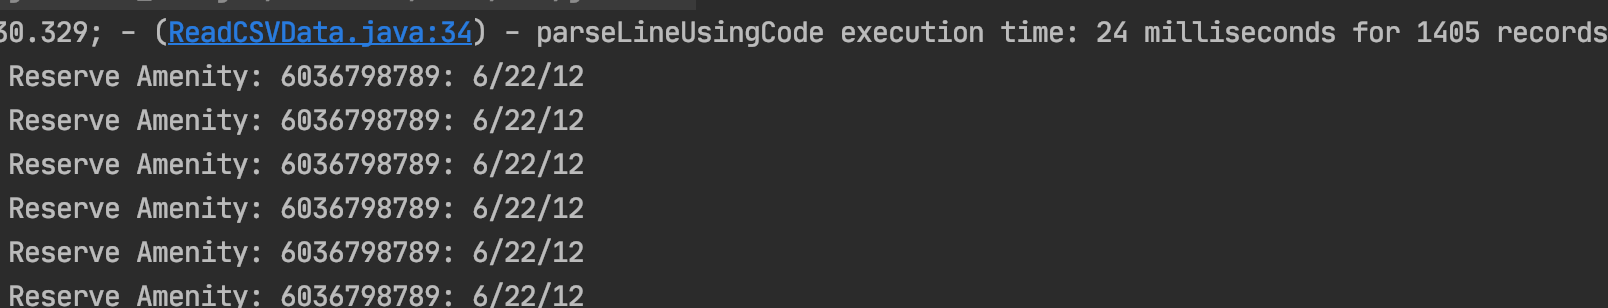 30.329; - (ReadCSVData.java:34) - parseLineUsingCode execution time: 24 milliseconds for 1405 records
Reserve Amenity: 6036798789: 6/22/12
Reserve Amenity: 6036798789: 6/22/12
Reserve Amenity: 6036798789: 6/22/12
Reserve Amenity: 6036798789: 6/22/12
Reserve Amenity: 6036798789: 6/22/12
Reserve Amenity: 6036798789: 6/22/12